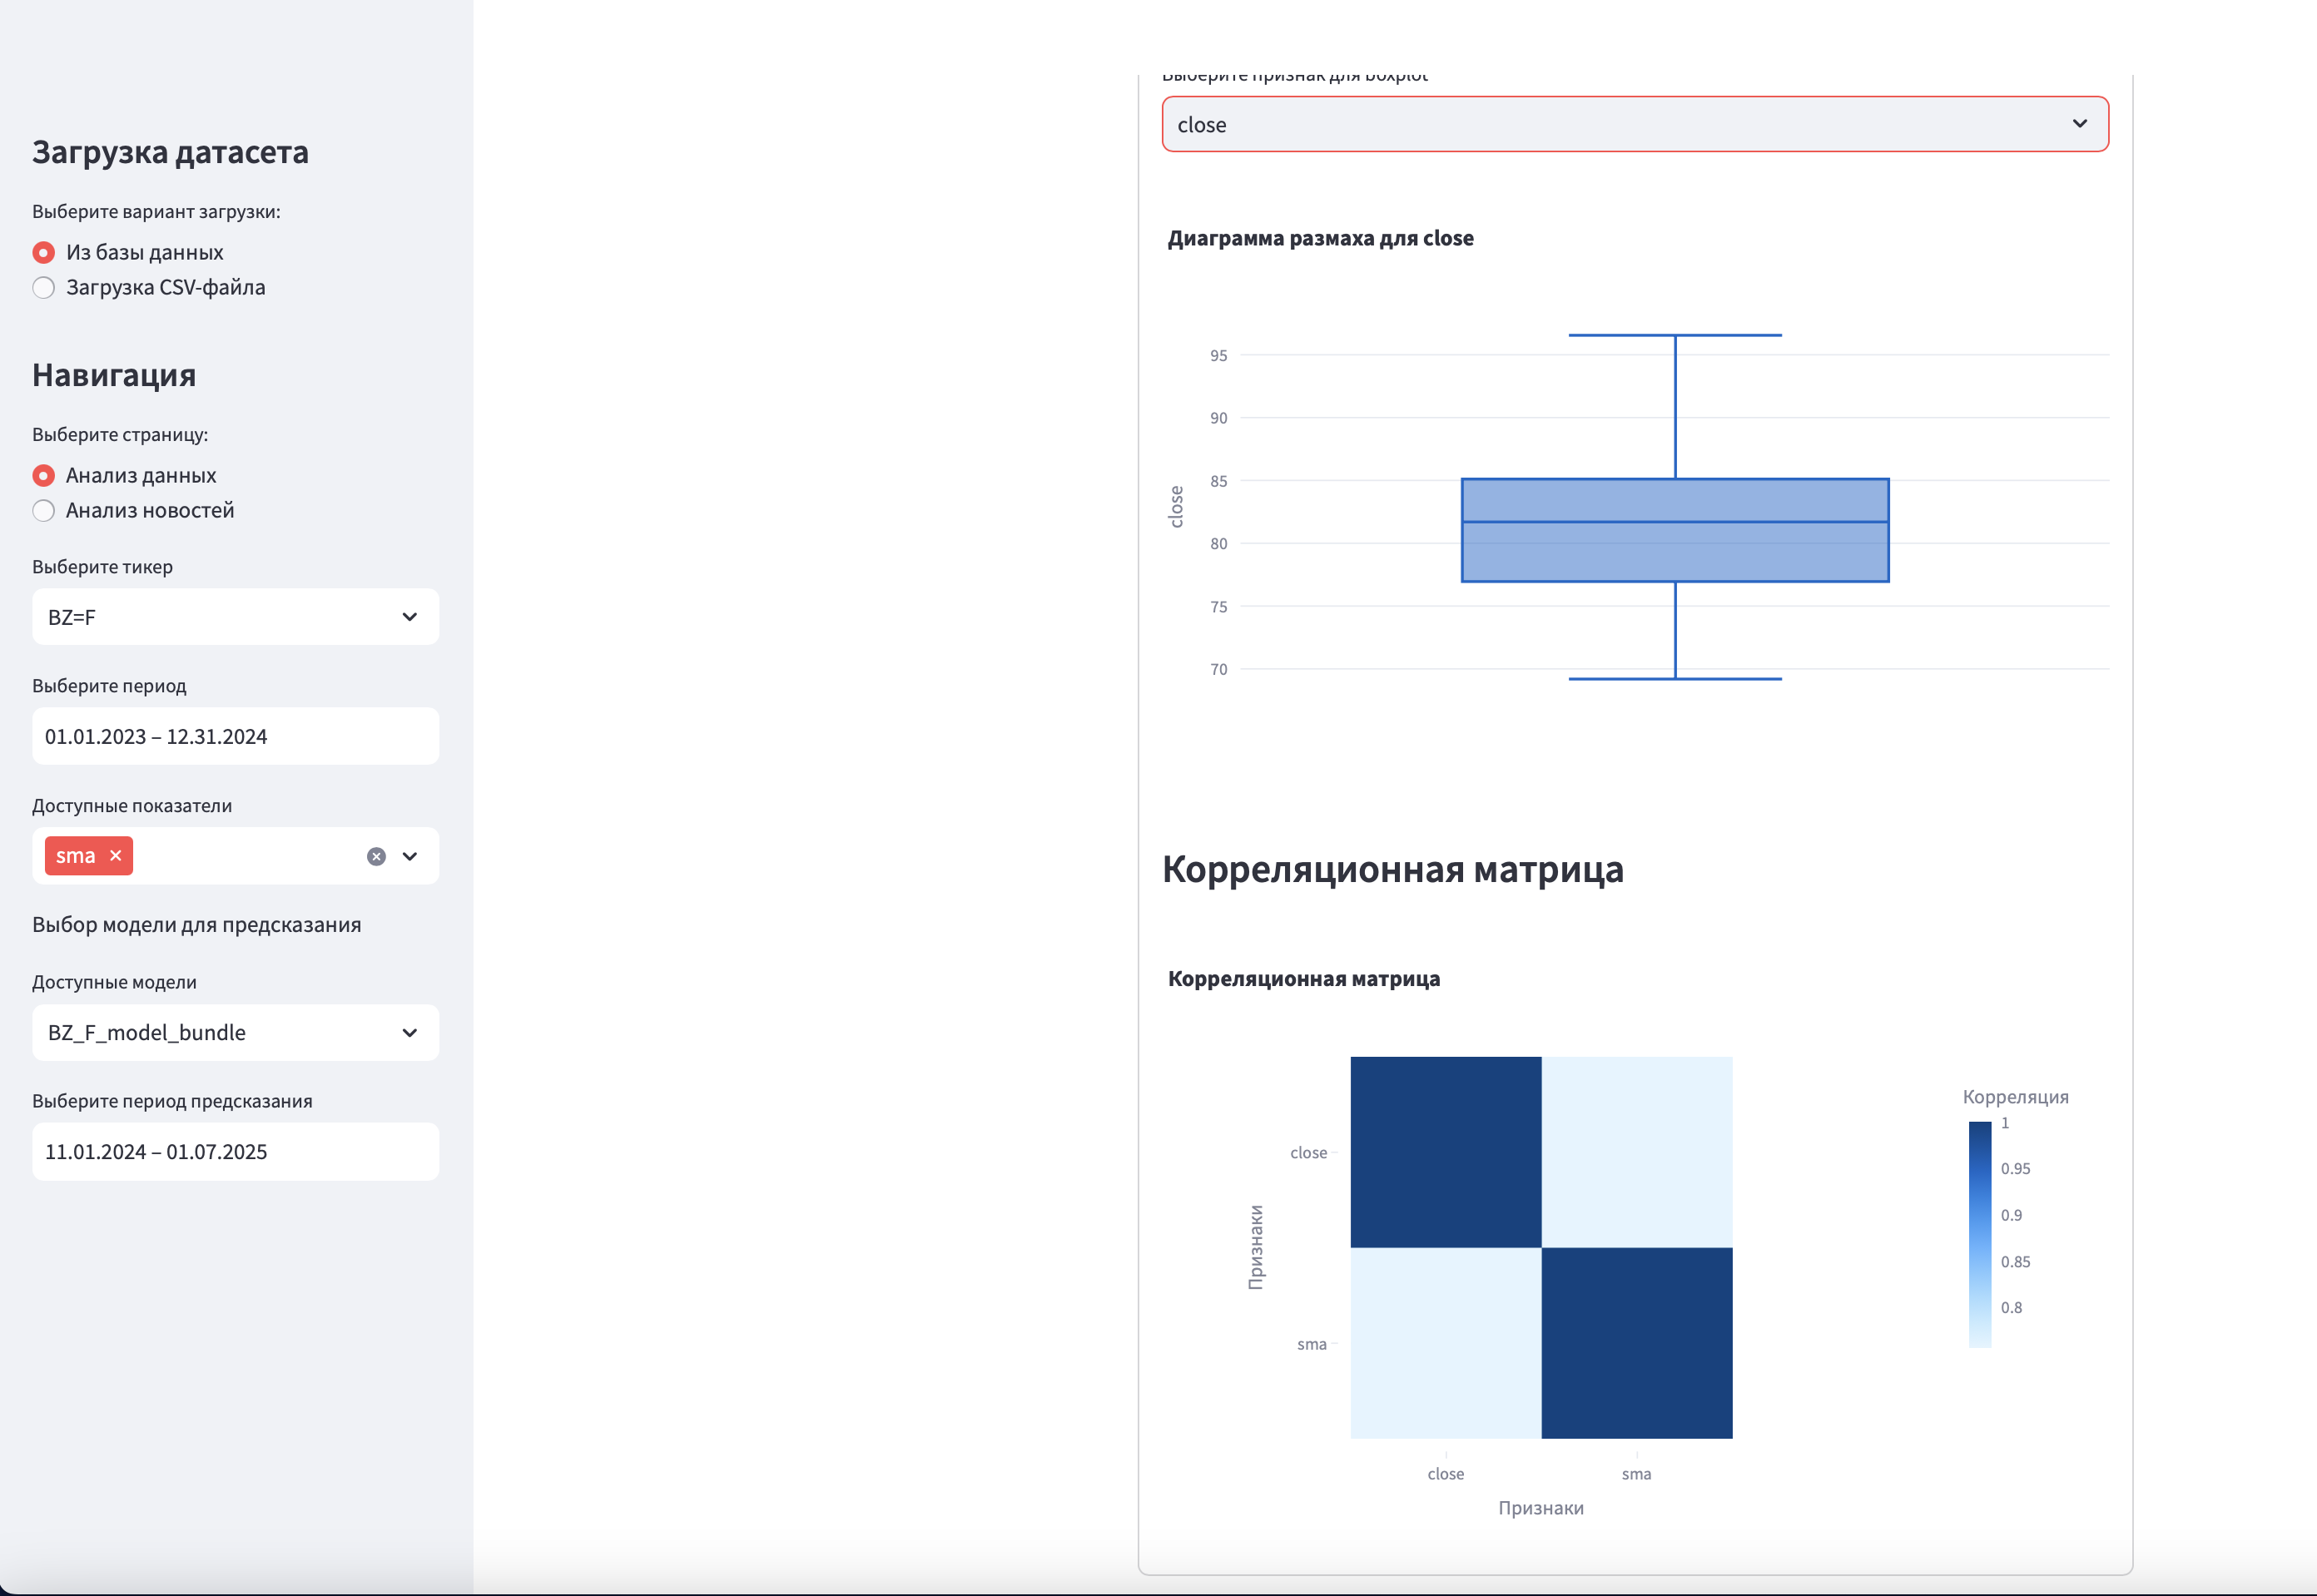 Загрузка датасета
Выберите вариант загрузки:
Из базы данных
Загрузка CSV-файла
Навигация
Выберите страницу:
Анализ данных
Анализ новостей
Выберите тикер
BZ=F
Выберите период
01.01.2023 – 12.31.2024
Доступные показатели
sma
Выбор модели для предсказания
Доступные модели
BZ_F_model_bundle
Выберите период предсказания
11.01.2024 – 01.07.2025
Выберите признак для boxplot
close
Диаграмма размаха для close
95
90
85
80
75
70
close
Корреляционная матрица
Корреляционная матрица
close
sma
Признаки
close
sma
Признаки
Корреляция
1
0.95
0.9
0.85
0.8